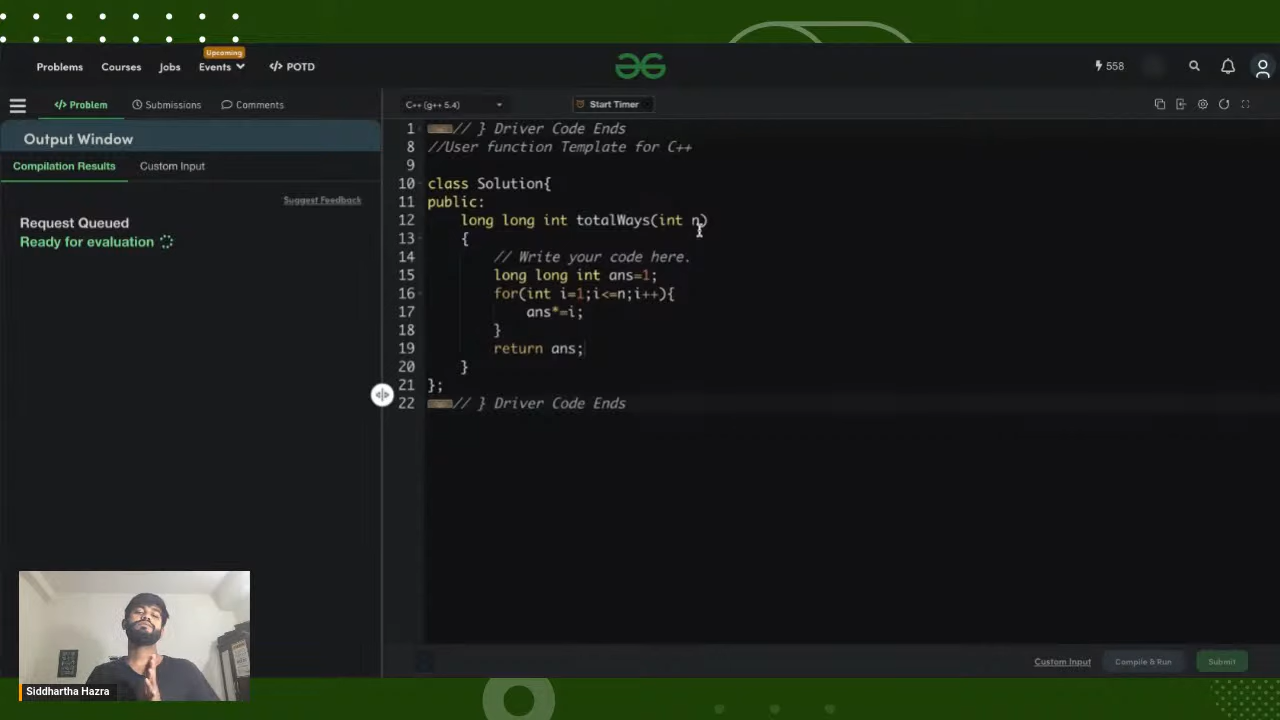 Upcoming
Problems Courses Jobs Events </> POTD
558
</> Problem Submissions Comments
C++ (g++ 5.4) Start Timer
Output Window
Compilation Results Custom Input
Suggest Feedback
Request Queued
Ready for evaluation
1 // } Driver Code Ends
8 //User function Template for C++
9
10 class Solution{
11 public:
12 long long int totalWays(int n)
13 {
14 // Write your code here.
15 long long int ans=1;
16 for(int i=1;i<=n;i++){
17 ans*=i;
18 }
19 return ans;
20 }
21 };
22 // } Driver Code Ends
Custom Input Compile & Run Submit
Siddhartha Hazra